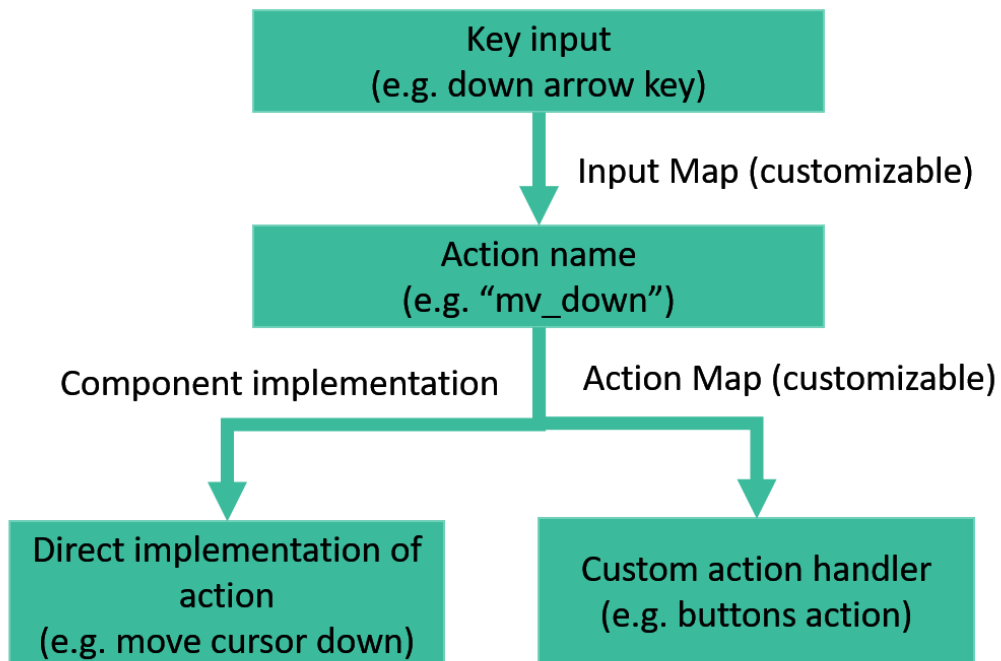 Key input
(e.g. down arrow key)
Input Map (customizable)
Action name
(e.g. “mv_down”)
Component implementation
Action Map (customizable)
Direct implementation of
action
(e.g. move cursor down)
Custom action handler
(e.g. buttons action)